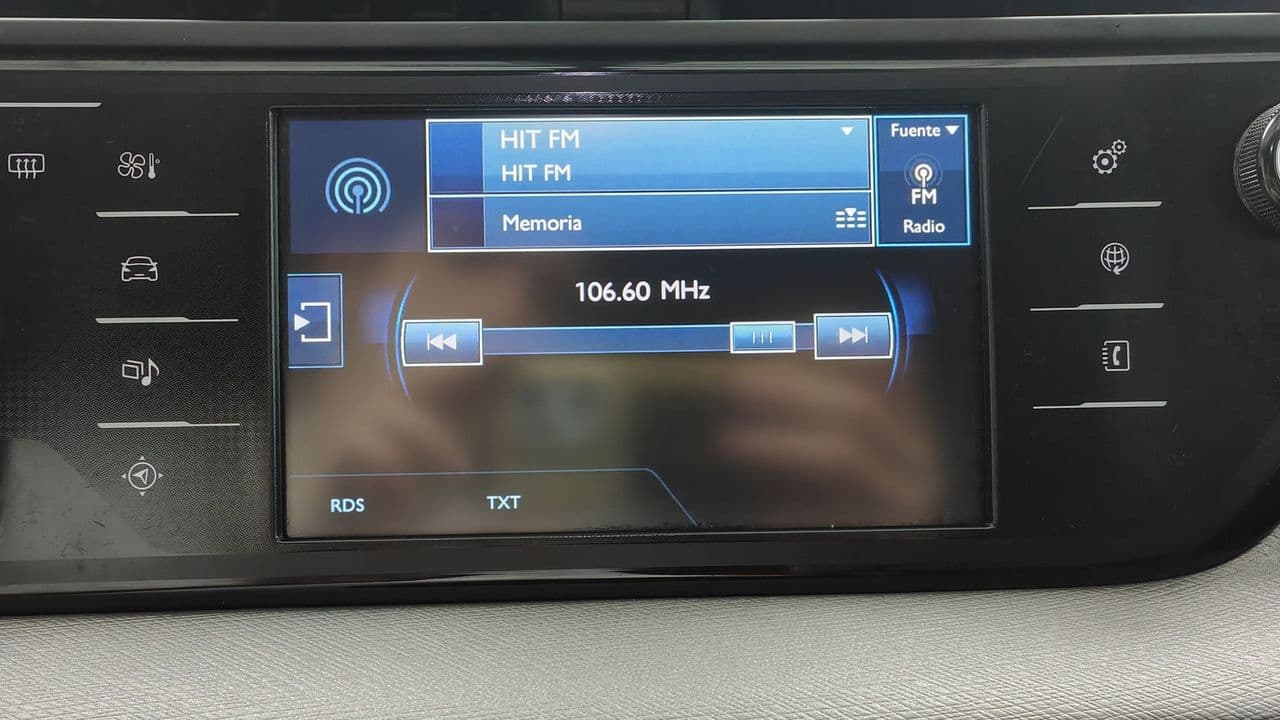 HIT FM
HIT FM
Memoria
Fuente
FM
Radio
106.60 MHz
RDS
TXT